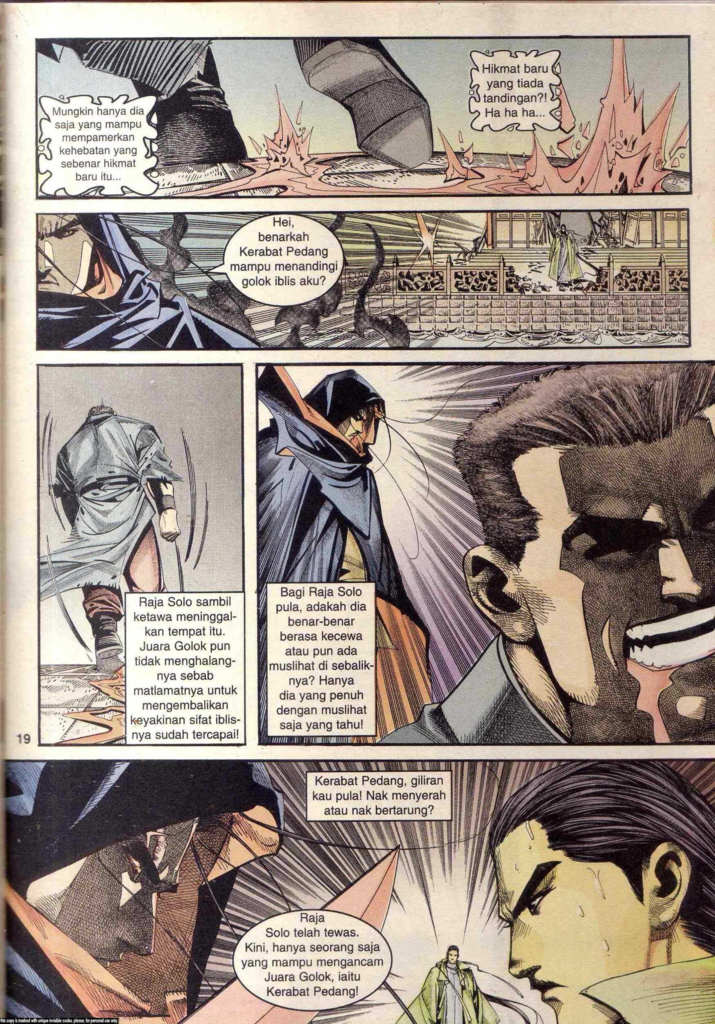 Mungkin hanya dia
saja yang mampu
mempamerkan
kehebatan yang
sebenar hikmat
baru itu...
Hikmat baru
yang tiada
tandingan?!
Ha ha ha...
Hei,
benarkah
Kerabat Pedang
mampu menandingi
golok iblis aku?
Raja Solo sambil
ketawa meninggal-
kan tempat itu.
Juara Golok pun
tidak menghalang-
nya sebab
matlamatnya untuk
mengembalikan
keyakinan sifat iblis-
nya sudah tercapai!
Bagi Raja Solo
pula, adakah dia
benar-benar
berasa kecewa
atau pun ada
muslihat di sebalik-
nya? Hanya
dia yang penuh
dengan muslihat
saja yang tahu!
19
Kerabat Pedang, giliran
kau pula! Nak menyerah
atau nak bertarung?
Raja
Solo telah tewas.
Kini, hanya seorang saja
yang mampu mengancam
Juara Golok, iaitu
Kerabat Pedang!